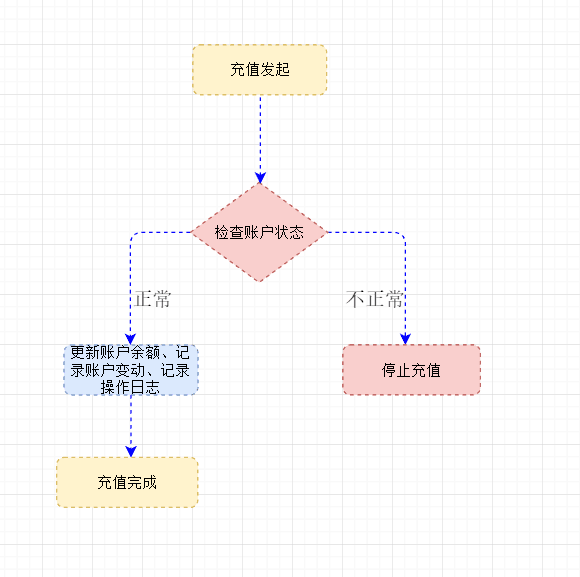 充值发起
检查账户状态
正常
不正常
更新账户余额、记
录账户变动、记录
操作日志
停止充值
充值完成